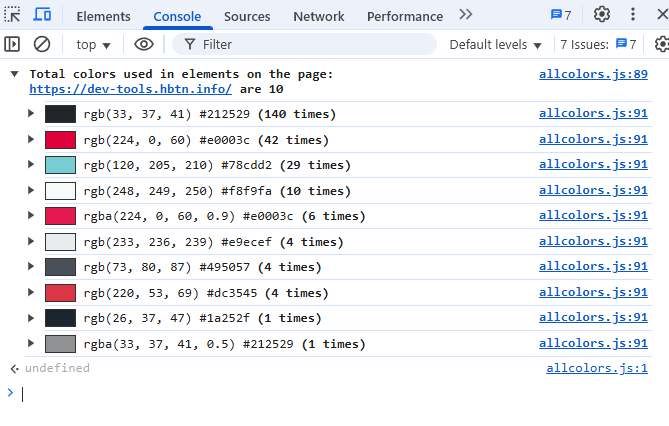 Elements Console Sources Network Performance 7
top Filter Default levels 7 Issues: 7
Total colors used in elements on the page: allcolors.js:89
https://dev-tools.hbtn.info/ are 10
rgb(33, 37, 41) #212529 (140 times) allcolors.js:91
rgb(224, 0, 60) #e0003c (42 times) allcolors.js:91
rgb(120, 205, 210) #78cdd2 (29 times) allcolors.js:91
rgb(248, 249, 250) #f8f9fa (10 times) allcolors.js:91
rgba(224, 0, 60, 0.9) #e0003c (6 times) allcolors.js:91
rgb(233, 236, 239) #e9ecef (4 times) allcolors.js:91
rgb(73, 80, 87) #495057 (4 times) allcolors.js:91
rgb(220, 53, 69) #dc3545 (4 times) allcolors.js:91
rgb(26, 37, 47) #1a252f (1 times) allcolors.js:91
rgba(33, 37, 41, 0.5) #212529 (1 times) allcolors.js:91
undefined allcolors.js:1